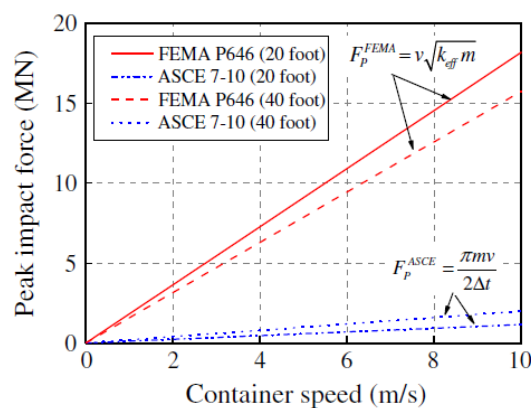 20
15
10
5
0
0
2
4
6
8
10
Peak impact force (MN)
Container speed (m/s)
FEMA P646 (20 foot)
ASCE 7-10 (20 foot)
FEMA P646 (40 foot)
ASCE 7-10 (40 foot)
F_P^{FEMA} = v√(k_{eff} m)
F_P^{ASCE} = πmv / 2Δt